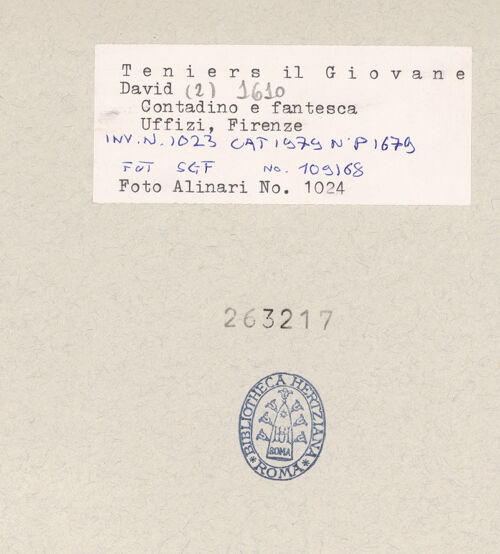 Teniers il Giovane
David (2) 1610
Contadino e fantesca
Uffizi, Firenze
INV. N. 1023 CAT 1979 N. P1679
FOT SGF No. 109168
Foto Alinari No. 1024
263217
BIBLIOTHECA HERTZIANA
ROMA
* ROMA *